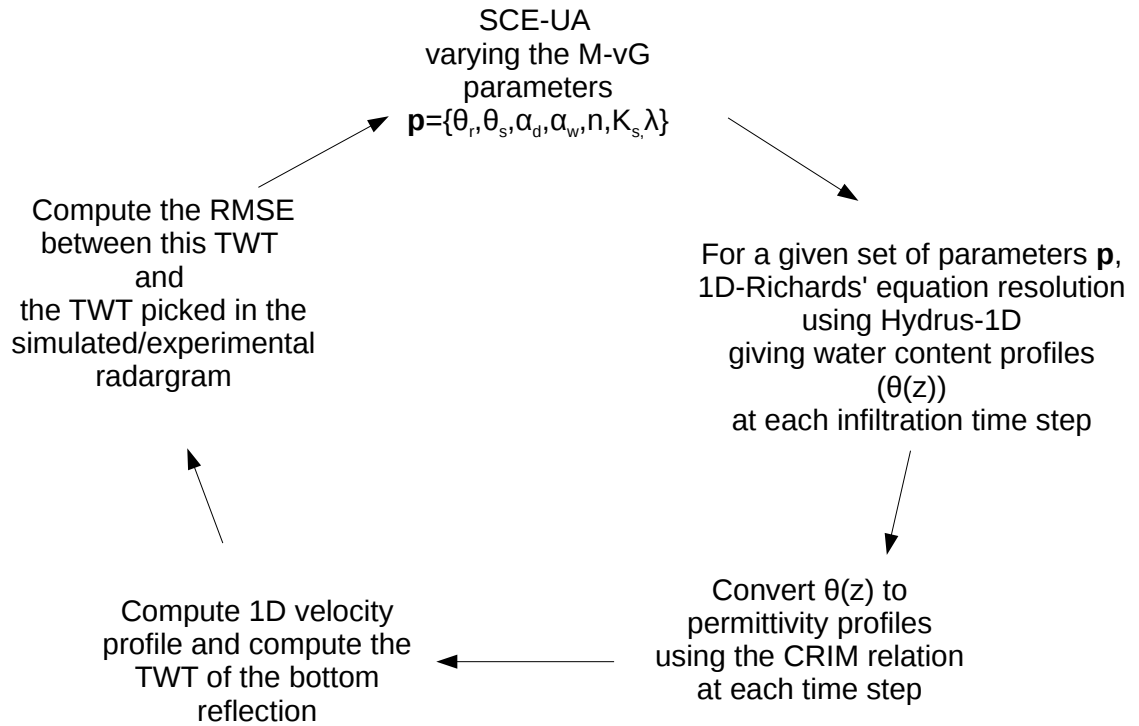 SCE-UA
varying the M-vG
parameters
p={θr,θs,αd,αw,n,Ks,λ}
For a given set of parameters p,
1D-Richards' equation resolution
using Hydrus-1D
giving water content profiles
(θ(z))
at each infiltration time step
Convert θ(z) to
permittivity profiles
using the CRIM relation
at each time step
Compute 1D velocity
profile and compute the
TWT of the bottom
reflection
Compute the RMSE
between this TWT
and
the TWT picked in the
simulated/experimental
radargram